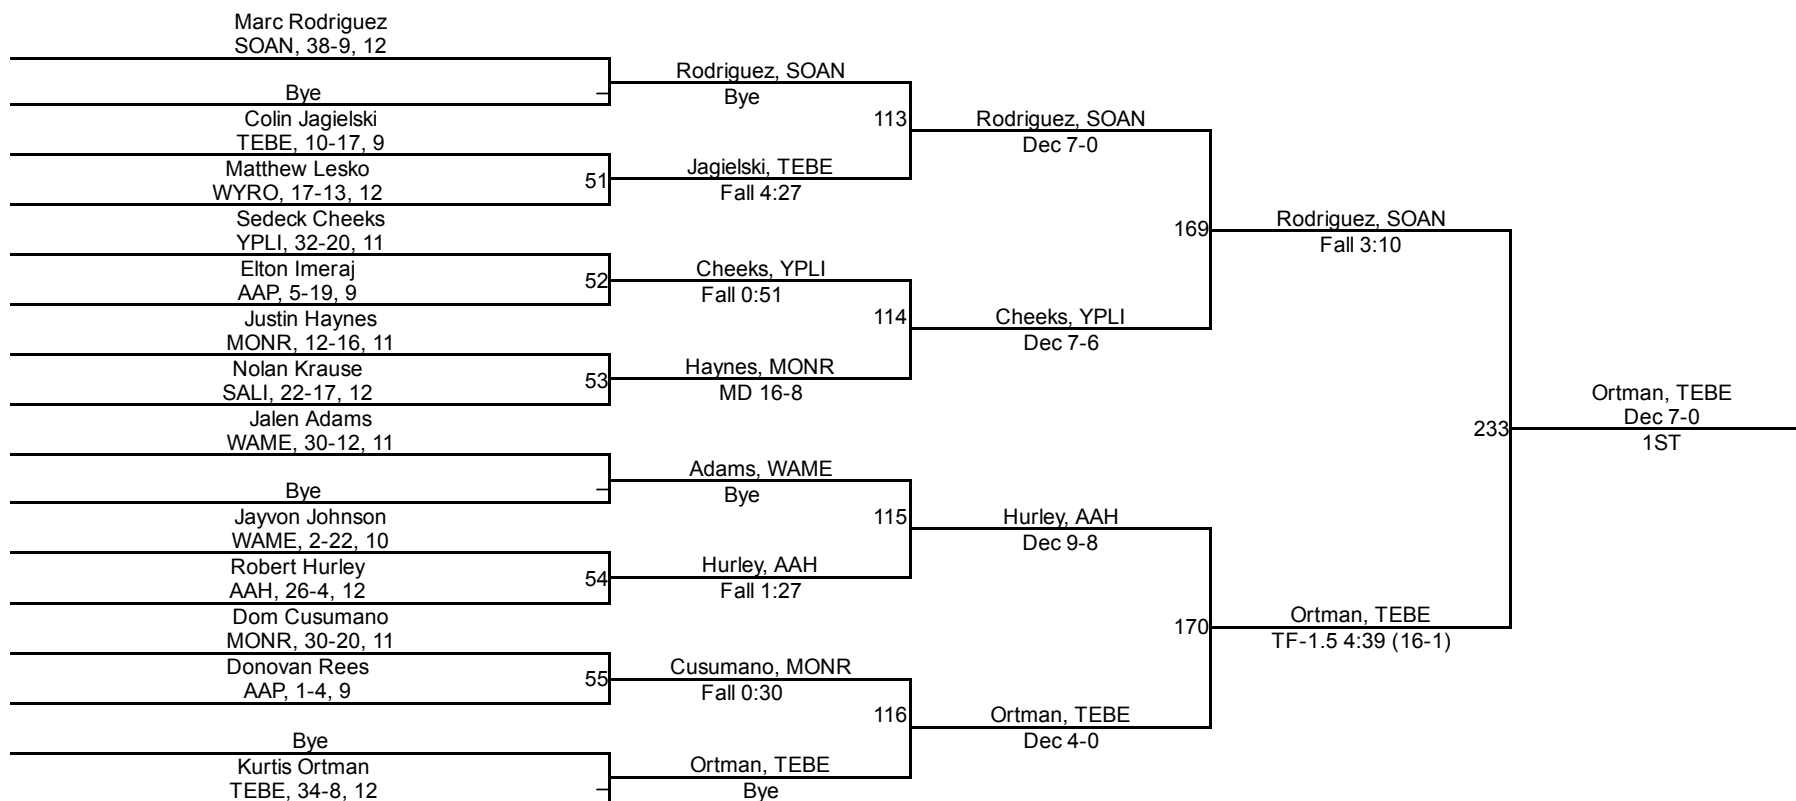 Marc Rodriguez
SOAN, 38-9, 12
Bye
Colin Jagielski
TEBE, 10-17, 9
Matthew Lesko
WYRO, 17-13, 12
Sedeck Cheeks
YPLI, 32-20, 11
Elton Imeraj
AAP, 5-19, 9
Justin Haynes
MONR, 12-16, 11
Nolan Krause
SALI, 22-17, 12
Jalen Adams
WAME, 30-12, 11
Bye
Jayvon Johnson
WAME, 2-22, 10
Robert Hurley
AAH, 26-4, 12
Dom Cusumano
MONR, 30-20, 11
Donovan Rees
AAP, 1-4, 9
Bye
Kurtis Ortman
TEBE, 34-8, 12
51
52
53
54
55
Rodriguez, SOAN
Bye
Jagielski, TEBE
Fall 4:27
Cheeks, YPLI
Fall 0:51
Haynes, MONR
MD 16-8
Adams, WAME
Bye
Hurley, AAH
Fall 1:27
Cusumano, MONR
Fall 0:30
Ortman, TEBE
Bye
113
114
115
116
Rodriguez, SOAN
Dec 7-0
Cheeks, YPLI
Dec 7-6
Hurley, AAH
Dec 9-8
Ortman, TEBE
Dec 4-0
169
170
Rodriguez, SOAN
Fall 3:10
Ortman, TEBE
TF-1.5 4:39 (16-1)
233
Ortman, TEBE
Dec 7-0
1ST